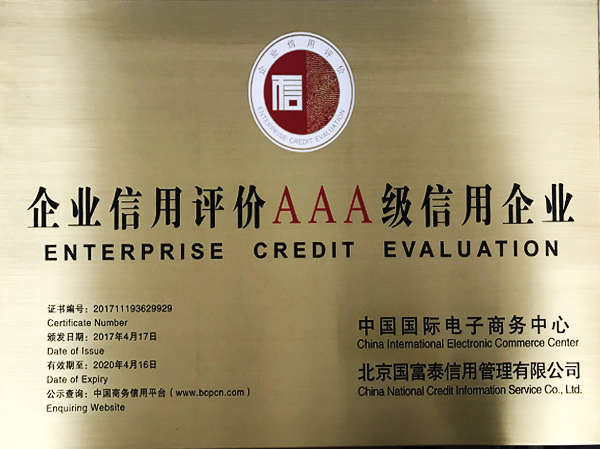 企业信用评价
信
ENTERPRISE CREDIT EVALUATION
企业信用评价AAA级信用企业
ENTERPRISE CREDIT EVALUATION
证书编号：201711193629929
Certificate Number
颁发日期：2017年4月17日
Date of Issue
有效期至：2020年4月16日
Date of Expiry
公示查询：中国商务信用平台（www.bcpcn.com）
Enquiring Website
中国国际电子商务中心
China International Electronic Commerce Center
北京国富泰信用管理有限公司
China National Credit Information Service Co., Ltd.